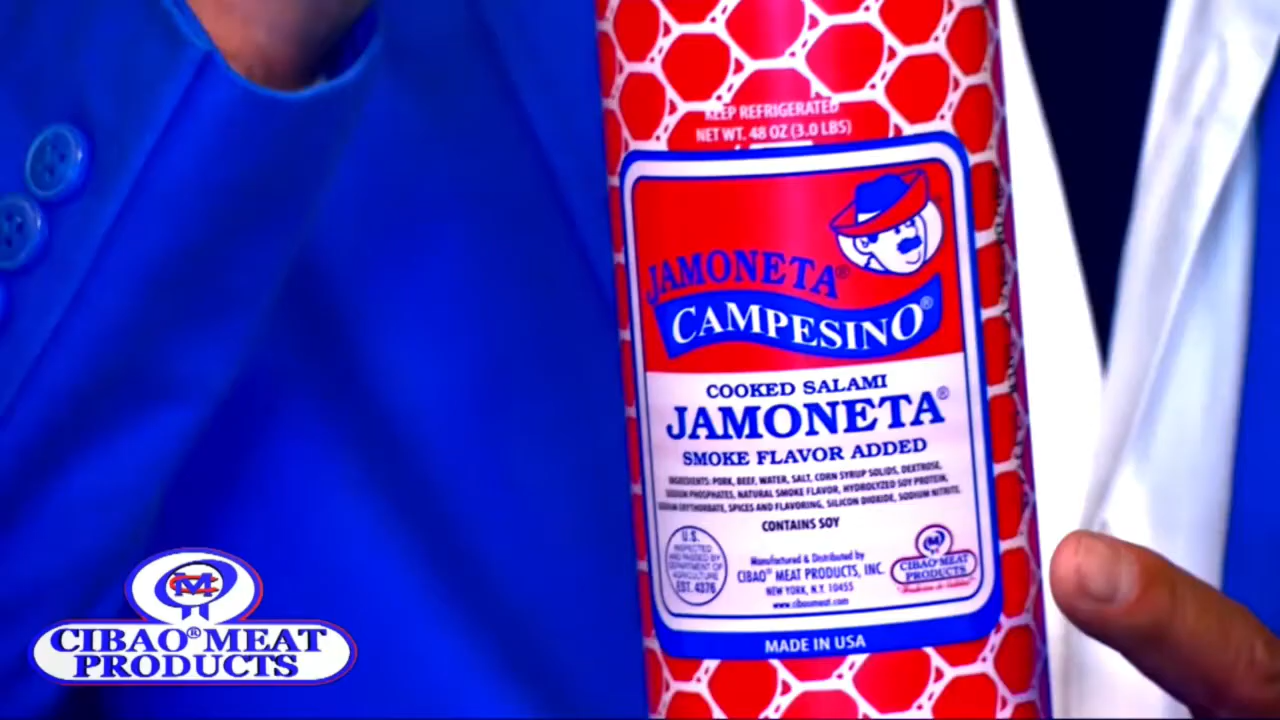 KEEP REFRIGERATED
NET WT. 48 OZ (3.0 LBS)
JAMONETA®
CAMPESINO®
COOKED SALAMI
JAMONETA®
SMOKE FLAVOR ADDED
INGREDIENTS: PORK, BEEF, WATER, SALT, CORN SYRUP SOLIDS, DEXTROSE,
SODIUM PHOSPHATES, NATURAL SMOKE FLAVOR, HYDROLYZED SOY PROTEIN,
SODIUM ERYTHORBATE, SPICES AND FLAVORING, SILICON DIOXIDE, SODIUM NITRITE.
CONTAINS SOY
U.S.
INSPECTED
AND PASSED BY
DEPARTMENT OF
AGRICULTURE
EST. 4376
Manufactured & Distributed by
CIBAO® MEAT PRODUCTS, INC.
NEW YORK, N.Y. 10455
www.cibaomeat.com
CIBAO MEAT
PRODUCTS
MADE IN USA
CM
CIBAO® MEAT
PRODUCTS